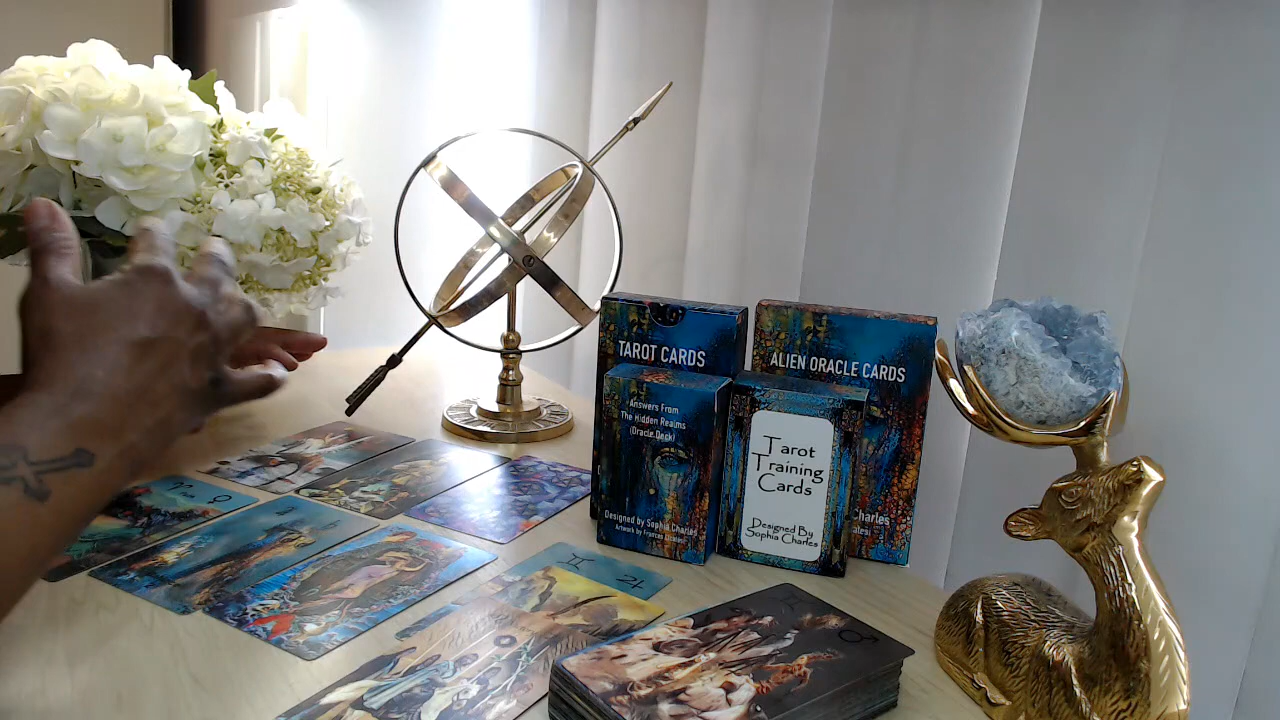 TAROT CARDS
ALIEN ORACLE CARDS
Answers From
The Hidden Realms
(Oracle Deck)
Designed by Sophia Charles
Tarot
Training
Cards
Designed By
Sophia Charles
Charles